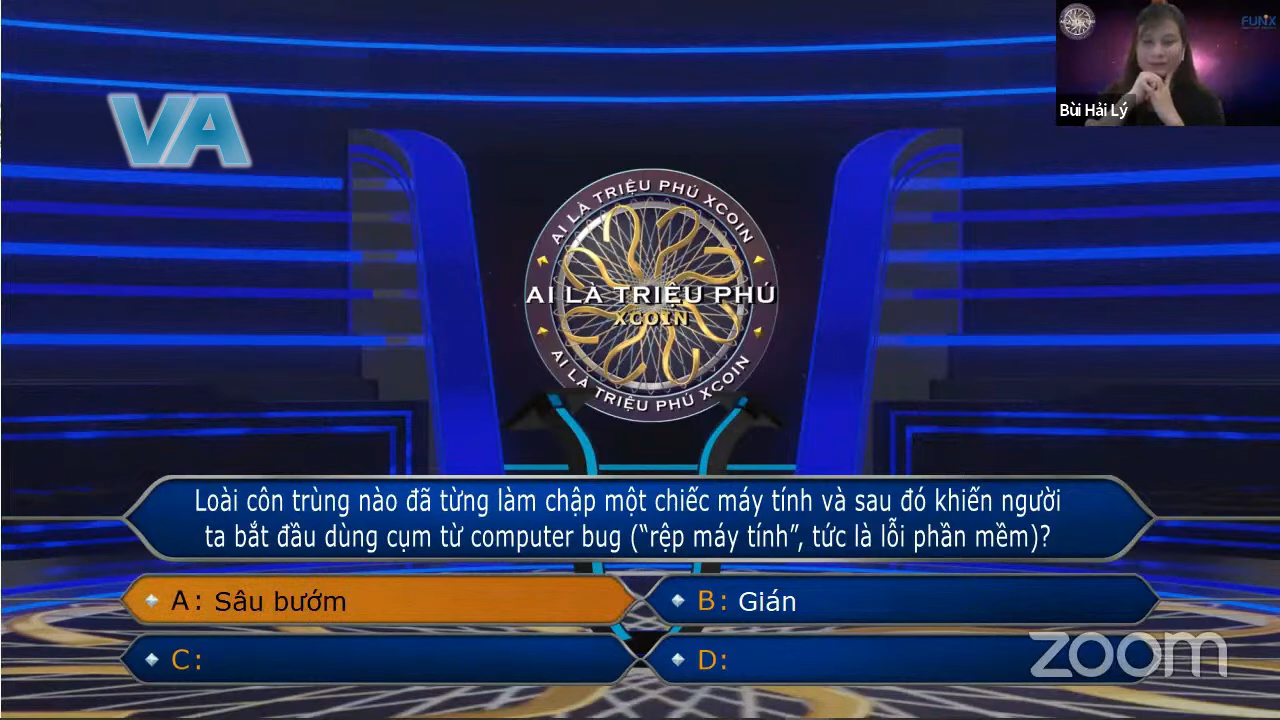 VA
FUNX
Bùi Hải Lý
AI LÀ TRIỆU PHÚ XCOIN
AI LÀ TRIỆU PHÚ
XCOIN
AI LÀ TRIỆU PHÚ XCOIN
Loài côn trùng nào đã từng làm chập một chiếc máy tính và sau đó khiến người
ta bắt đầu dùng cụm từ computer bug (“rệp máy tính”, tức là lỗi phần mềm)?
A: Sâu bướm
B: Gián
C:
D:
zoom